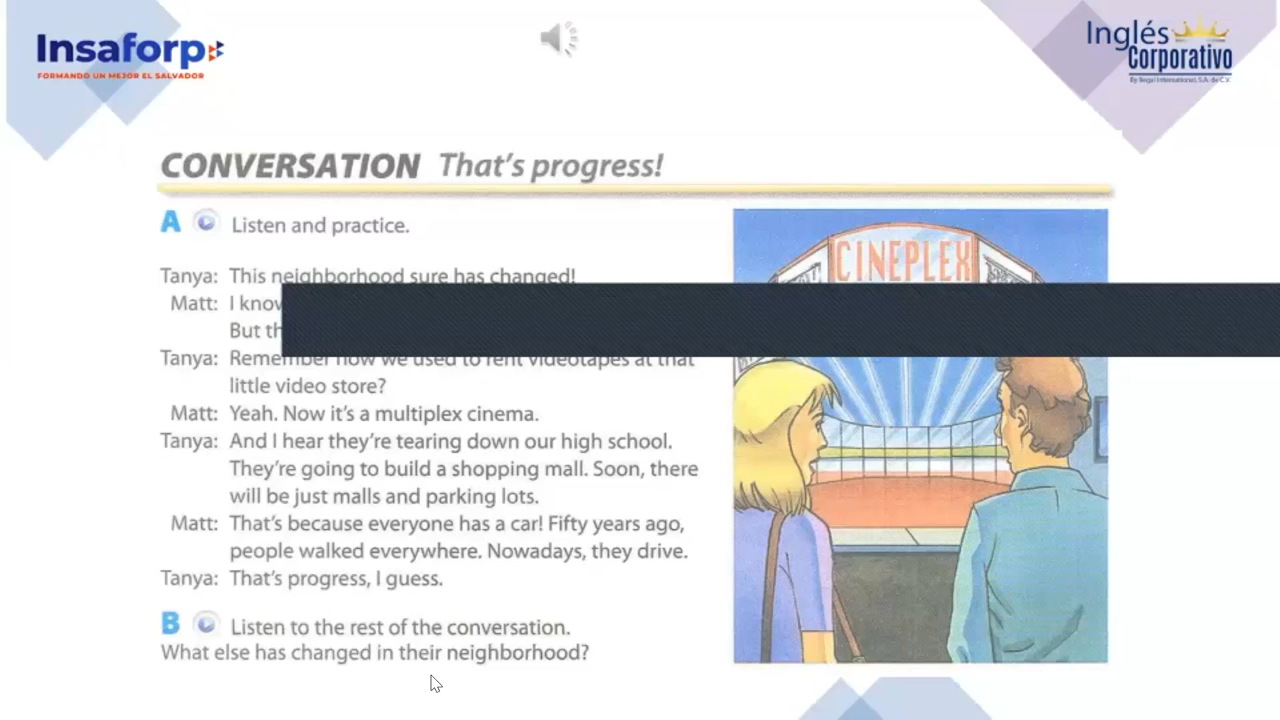 Insaforp
FORMANDO UN MEJOR EL SALVADOR
Inglés
Corporativo
CONVERSATION That's progress!
A Listen and practice.
CINEPLEX
Tanya: This neighborhood sure has changed!
Matt: I know
But
Tanya: Remember how we used to rent videotapes at that
little video store?
Matt: Yeah. Now it's a multiplex cinema.
Tanya: And I hear they're tearing down our high school.
They're going to build a shopping mall. Soon, there
will be just malls and parking lots.
Matt: That's because everyone has a car! Fifty years ago,
people walked everywhere. Nowadays, they drive.
Tanya: That's progress, I guess.
B Listen to the rest of the conversation.
What else has changed in their neighborhood?